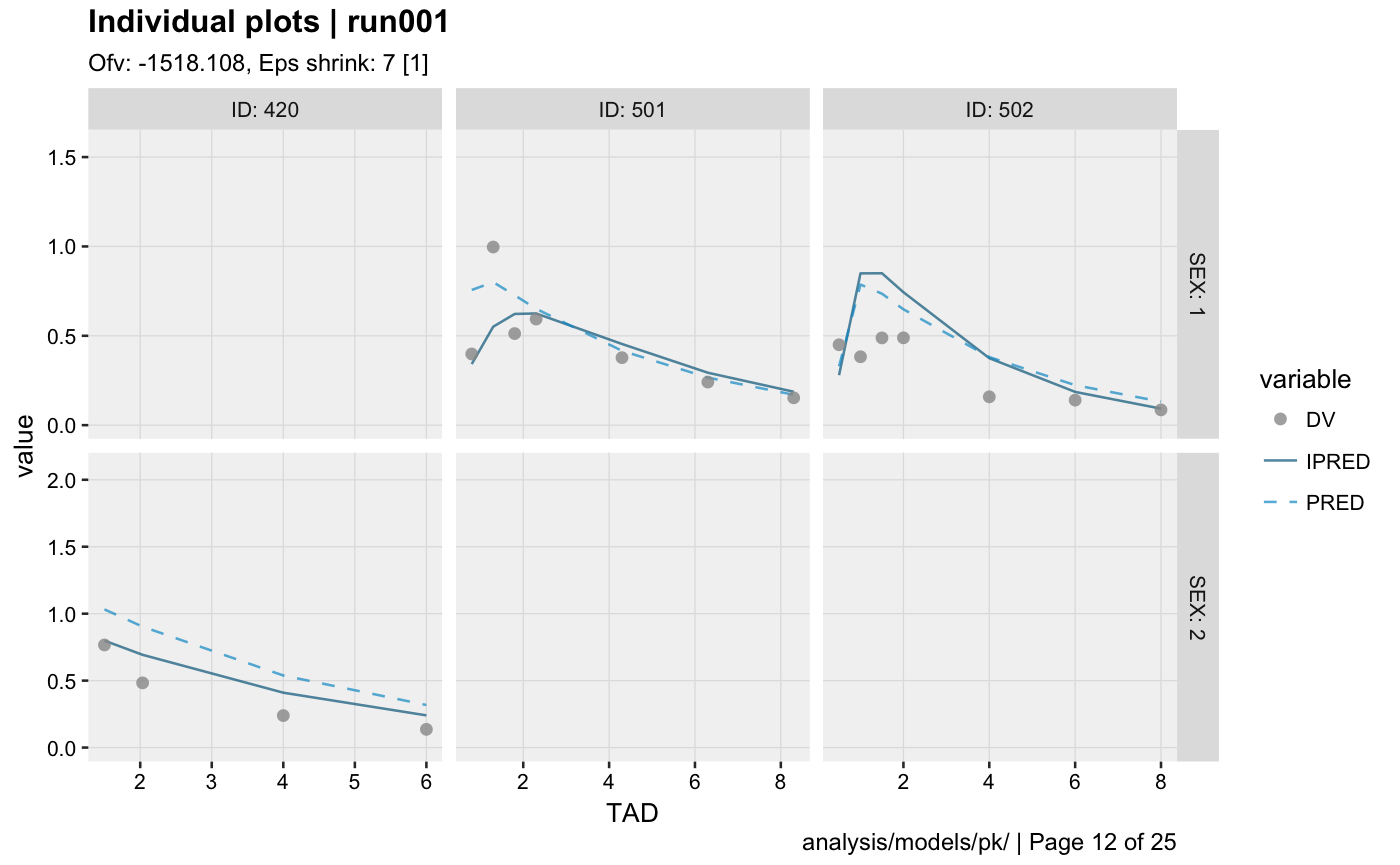 Individual plots | run001
Ofv: -1518.108, Eps shrink: 7 [1]
ID: 420 ID: 501 ID: 502
1.5
1.0
0.5
0.0
SEX: 1
2.0
1.5
1.0
0.5
0.0
SEX: 2
value
2 3 4 5 6 2 4 6 8 2 4 6 8
TAD
variable
DV
IPRED
PRED
analysis/models/pk/ | Page 12 of 25